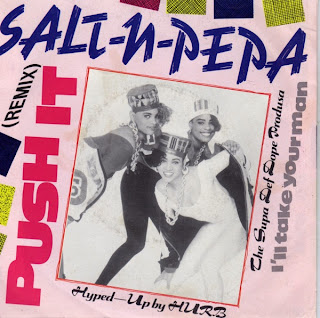 SALT-N-PEPA
PUSH IT
(REMIX)
The Supa Def Dope Produsa
I'll take your man
Hyped-Up by HURB